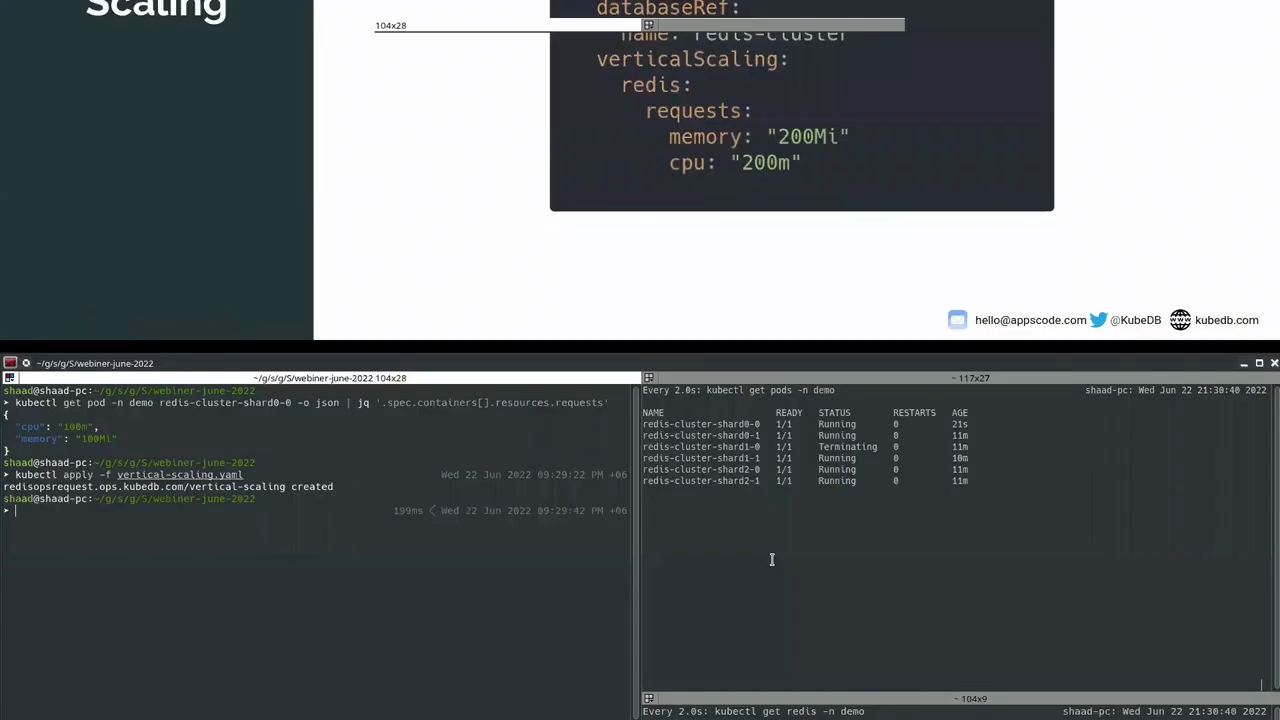 Scaling
databaseRef:
104x28
name: redis-cluster
verticalScaling:
redis:
requests:
memory: "200Mi"
cpu: "200m"
hello@appscode.com @KubeDB kubedb.com
~/g/s/g/S/webiner-june-2022
~/g/s/g/S/webiner-june-2022 104x28
shaad@shaad-pc:~/g/s/g/S/webiner-june-2022
➤ kubectl get pod -n demo redis-cluster-shard0-0 -o json | jq '.spec.containers[].resources.requests'
{
"cpu": "100m",
"memory": "100Mi"
}
shaad@shaad-pc:~/g/s/g/S/webiner-june-2022
➤ kubectl apply -f vertical-scaling.yaml Wed 22 Jun 2022 09:29:22 PM +06
redisopsrequest.ops.kubedb.com/vertical-scaling created
shaad@shaad-pc:~/g/s/g/S/webiner-june-2022
➤ 199ms < Wed 22 Jun 2022 09:29:42 PM +06
~ 117x27
Every 2.0s: kubectl get pods -n demo shaad-pc: Wed Jun 22 21:30:40 2022
NAME READY STATUS RESTARTS AGE
redis-cluster-shard0-0 1/1 Running 0 21s
redis-cluster-shard0-1 1/1 Running 0 11m
redis-cluster-shard1-0 1/1 Terminating 0 11m
redis-cluster-shard1-1 1/1 Running 0 10m
redis-cluster-shard2-0 1/1 Running 0 11m
redis-cluster-shard2-1 1/1 Running 0 11m
~ 104x9
Every 2.0s: kubectl get redis -n demo shaad-pc: Wed Jun 22 21:30:40 2022